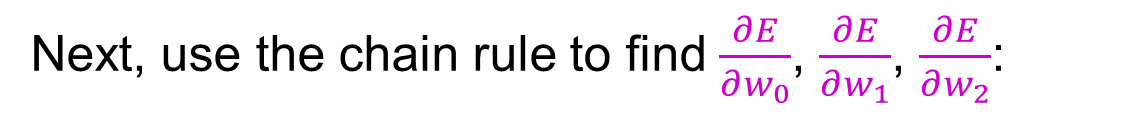 Next, use the chain rule to find ∂E/∂w₀, ∂E/∂w₁, ∂E/∂w₂: